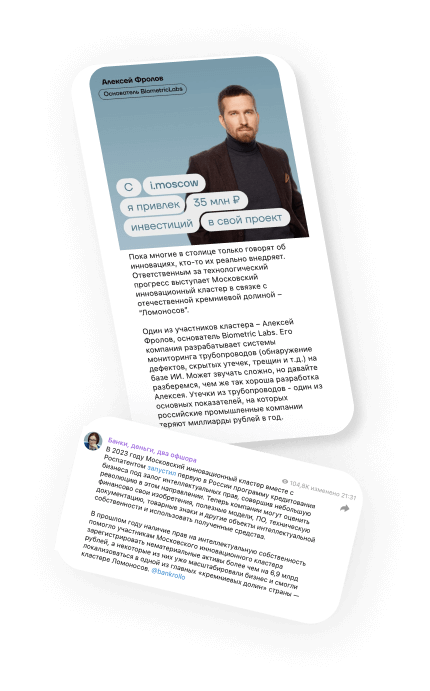 Алексей Фролов
Основатель BiometricLabs
С i.moscow
я привлек 35 млн ₽
инвестиций в свой проект
Пока многие в столице только говорят об
инновациях, кто-то их реально внедряет.
Ответственным за технологический
прогресс выступает Московский
инновационный кластер в связке с
отечественной кремниевой долиной –
"Ломоносов".
Один из участников кластера – Алексей
Фролов, основатель Biometric Labs. Его
компания разрабатывает системы
мониторинга трубопроводов (обнаружение
дефектов, скрытых утечек, трещин и т.д.) на
базе ИИ. Может звучать сложно, но давайте
разберемся, чем же так хороша разработка
Алексея. Утечки из трубопроводов - один из
основных показателей, на которых
российские промышленные компании
теряют миллиарды рублей в год.
Банки, деньги, два офшора
104.8K изменено 21:31
В 2023 году Московский инновационный кластер вместе с
Роспатентом запустил первую в России программу кредитования
бизнеса под залог интеллектуальных прав, совершив небольшую
революцию в этом направлении. Теперь компании могут оценить
финансово свои изобретения, полезные модели, ПО, техническую
документацию, товарные знаки и другие объекты интеллектуальной
собственности и использовать полученные средства.
В прошлом году наличие прав на интеллектуальную собственность
помогло участникам Московского инновационного кластера
зарегистрировать нематериальные активы более чем на 6,9 млрд
рублей, а некоторые из них уже масштабировали бизнес и смогли
локализоваться в одной из главных «кремниевых долин» страны —
кластере Ломоносов. @bankrollo